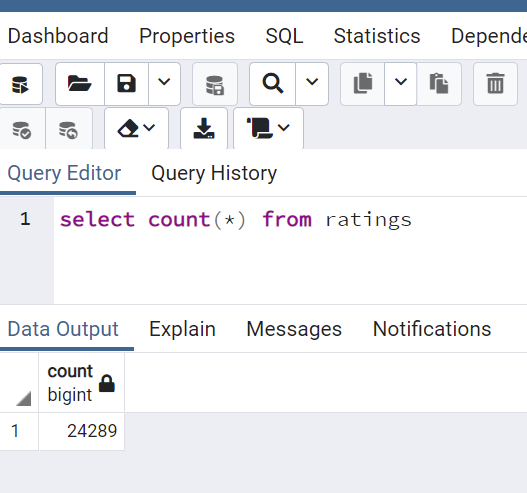 Dashboard Properties SQL Statistics
Query Editor Query History
1 select count(*) from ratings
Data Output Explain Messages Notifications
count
bigint
1 24289